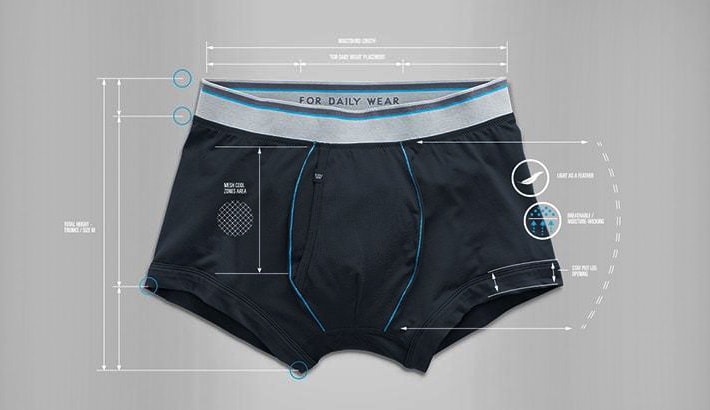 WAISTBAND LENGTH
"FOR DAILY WEAR" PLACEMENT
FOR DAILY WEAR
MESH COOL
ZONES AREA
LIGHT AS A FEATHER
BREATHABLE /
MOISTURE-WICKING
TOTAL HEIGHT -
TRUNKS / SIZE M
STAY PUT LEG
OPENING